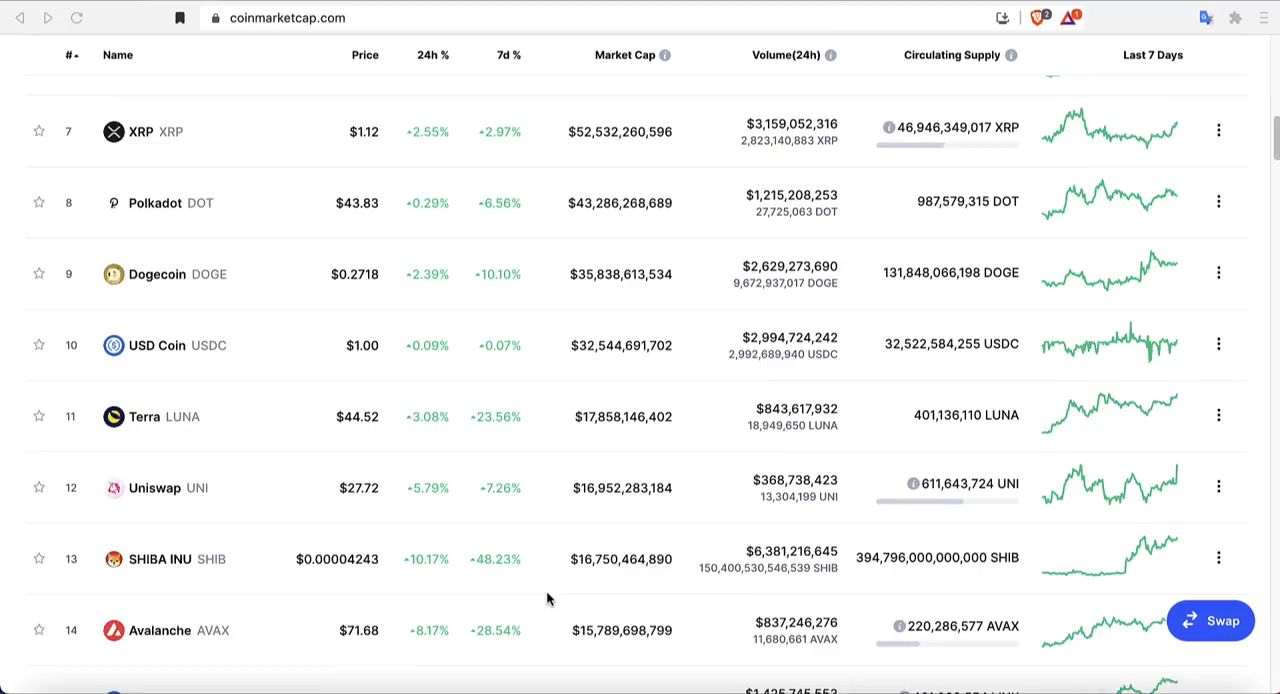 coinmarketcap.com 2 1
# Name Price 24h % 7d % Market Cap Volume(24h) Circulating Supply Last 7 Days
7 XRP XRP $1.12 2.55% 2.97% $52,532,260,596 $3,159,052,316 46,946,349,017 XRP
2,823,140,883 XRP
8 Polkadot DOT $43.83 0.29% 6.56% $43,286,268,689 $1,215,208,253 987,579,315 DOT
27,725,063 DOT
9 Dogecoin DOGE $0.2718 2.39% 10.10% $35,838,613,534 $2,629,273,690 131,848,066,198 DOGE
9,672,937,017 DOGE
10 USD Coin USDC $1.00 0.09% 0.07% $32,544,691,702 $2,994,724,242 32,522,584,255 USDC
2,992,689,940 USDC
11 Terra LUNA $44.52 3.08% 23.56% $17,858,146,402 $843,617,932 401,136,110 LUNA
18,949,650 LUNA
12 Uniswap UNI $27.72 5.79% 7.26% $16,952,283,184 $368,738,423 611,643,724 UNI
13,304,199 UNI
13 SHIBA INU SHIB $0.00004243 10.17% 48.23% $16,750,464,890 $6,381,216,645 394,796,000,000,000 SHIB
150,400,530,546,539 SHIB
14 Avalanche AVAX $71.68 8.17% 28.54% $15,789,698,799 $837,246,276 220,286,577 AVAX Swap
11,680,661 AVAX